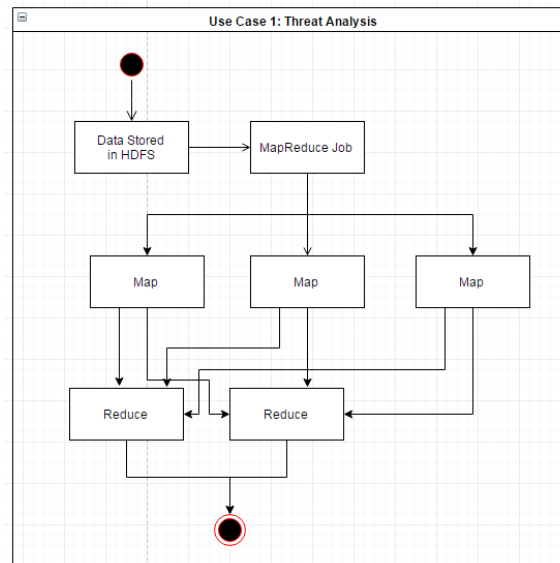 Use Case 1: Threat Analysis
Data Stored
in HDFS
MapReduce Job
Map
Map
Map
Reduce
Reduce